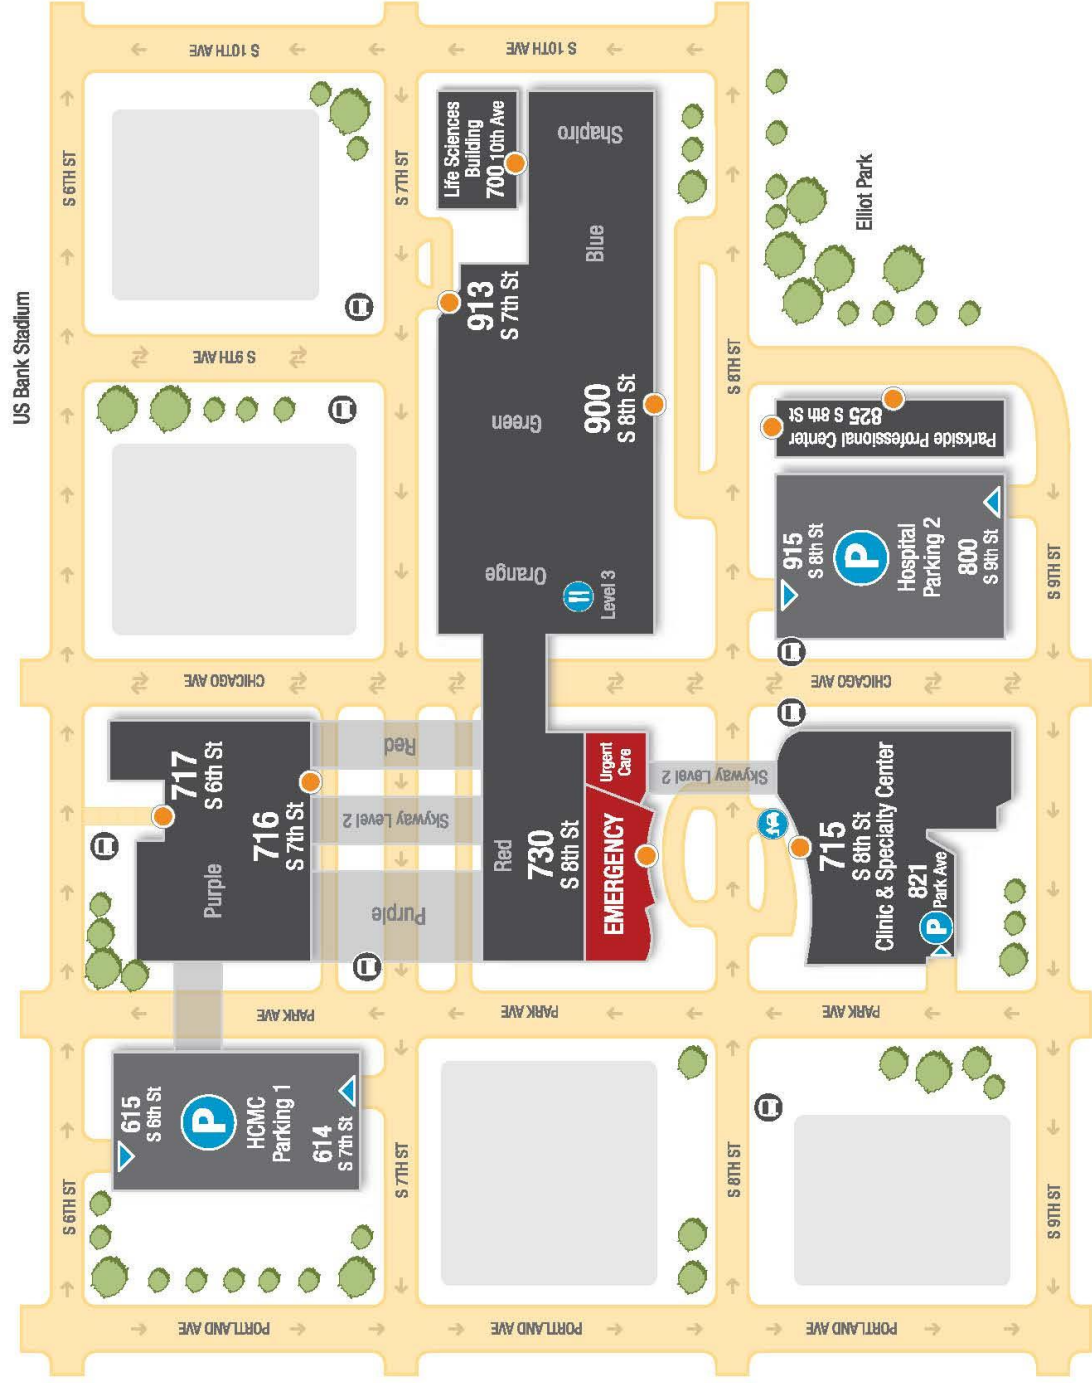 US Bank Stadium
S 6TH ST
S 6TH ST
615
S 6th St
P
HCMC
Parking 1
614
S 7th St
717
S 6th St
Purple
716
S 7th St
PORTLAND AVE
PARK AVE
CHICAGO AVE
S 9TH AVE
S 10TH AVE
S 7TH ST
S 7TH ST
Purple
Skyway Level 2
Red
Red
730
S 8th St
EMERGENCY
Urgent
Care
Orange
Level 3
Green
913
S 7th St
900
S 8th St
Blue
Shapiro
Life Sciences
Building
700 10th Ave
PORTLAND AVE
PARK AVE
S 10TH AVE
Skyway Level 2
S 8TH ST
S 8TH ST
715
S 8th St
Clinic & Specialty Center
821
Park Ave
P
915
S 8th St
P
Hospital
Parking 2
800
S 9th St
Parkside Professional Center
825 S 8th St
Elliot Park
PORTLAND AVE
PARK AVE
CHICAGO AVE
S 9TH ST
S 9TH ST